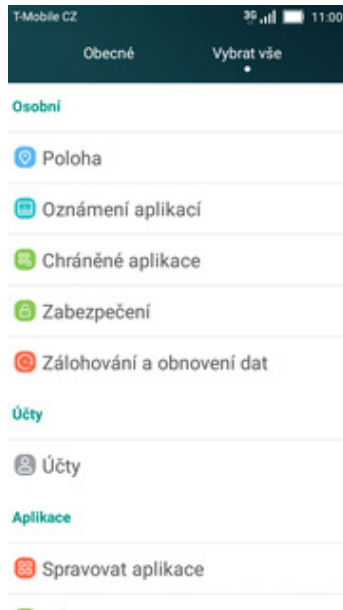 T-Mobile CZ 3G 11:00
Obecné Vybrat vše
Osobní
Poloha
Oznámení aplikací
Chráněné aplikace
Zabezpečení
Zálohování a obnovení dat
Účty
Účty
Aplikace
Spravovat aplikace